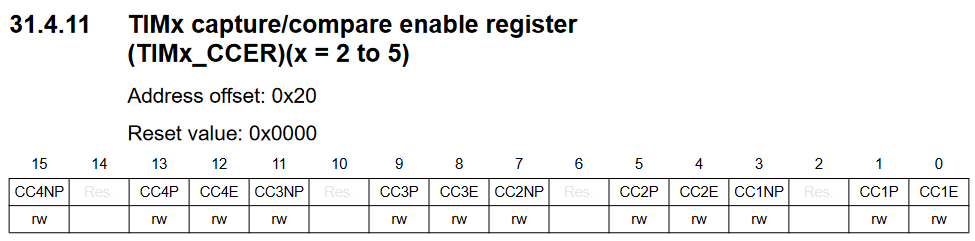 31.4.11 TIMx capture/compare enable register
(TIMx_CCER)(x = 2 to 5)
Address offset: 0x20
Reset value: 0x0000
15 14 13 12 11 10 9 8 7 6 5 4 3 2 1 0
CC4NP Res. CC4P CC4E CC3NP Res. CC3P CC3E CC2NP Res. CC2P CC2E CC1NP Res. CC1P CC1E
rw rw rw rw rw rw rw rw rw rw rw rw